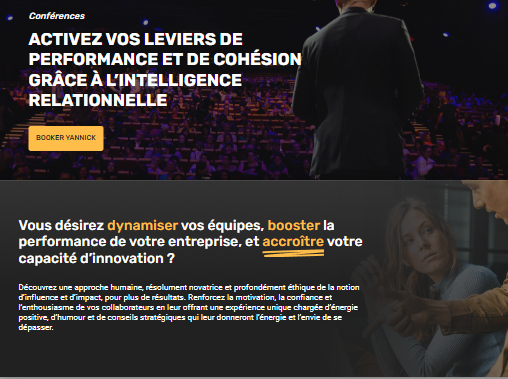 Conférences
ACTIVEZ VOS LEVIERS DE
PERFORMANCE ET DE COHÉSION
GRÂCE À L'INTELLIGENCE
RELATIONNELLE
BOOKER YANNICK
Vous désirez dynamiser vos équipes, booster la
performance de votre entreprise, et accroître votre
capacité d'innovation ?
Découvrez une approche humaine, résolument novatrice et profondément éthique de la notion
d'influence et d'impact, pour plus de résultats. Renforcez la motivation, la confiance et
l'enthousiasme de vos collaborateurs en leur offrant une expérience unique chargée d'énergie
positive, d'humour et de conseils stratégiques qui leur donneront l'énergie et l'envie de se
dépasser.